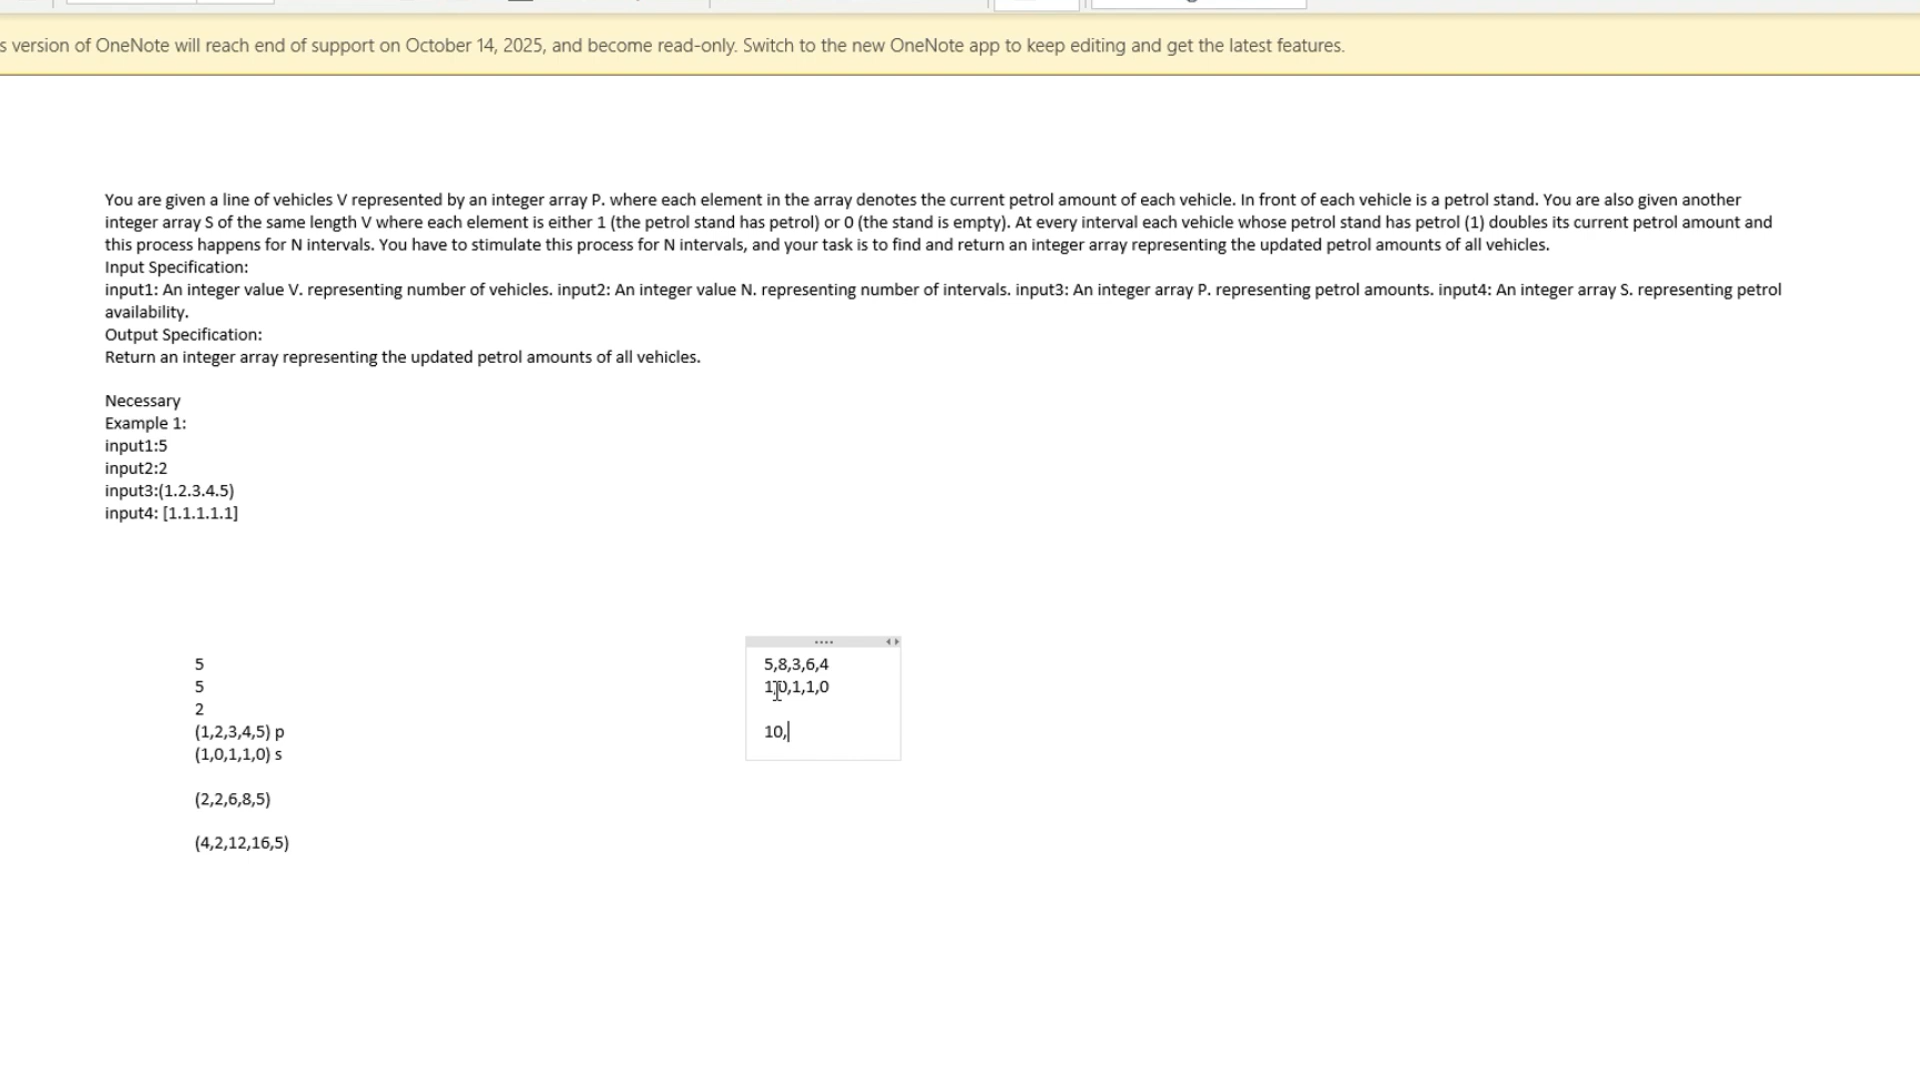 s version of OneNote will reach end of support on October 14, 2025, and become read-only. Switch to the new OneNote app to keep editing and get the latest features.
You are given a line of vehicles V represented by an integer array P. where each element in the array denotes the current petrol amount of each vehicle. In front of each vehicle is a petrol stand. You are also given another
integer array S of the same length V where each element is either 1 (the petrol stand has petrol) or 0 (the stand is empty). At every interval each vehicle whose petrol stand has petrol (1) doubles its current petrol amount and
this process happens for N intervals. You have to stimulate this process for N intervals, and your task is to find and return an integer array representing the updated petrol amounts of all vehicles.
Input Specification:
input1: An integer value V. representing number of vehicles. input2: An integer value N. representing number of intervals. input3: An integer array P. representing petrol amounts. input4: An integer array S. representing petrol
availability.
Output Specification:
Return an integer array representing the updated petrol amounts of all vehicles.
Necessary
Example 1:
input1:5
input2:2
input3:(1.2.3.4.5)
input4: [1.1.1.1.1]
5
5
2
(1,2,3,4,5) p
(1,0,1,1,0) s
(2,2,6,8,5)
(4,2,12,16,5)
5,8,3,6,4
1,0,1,1,0
10,